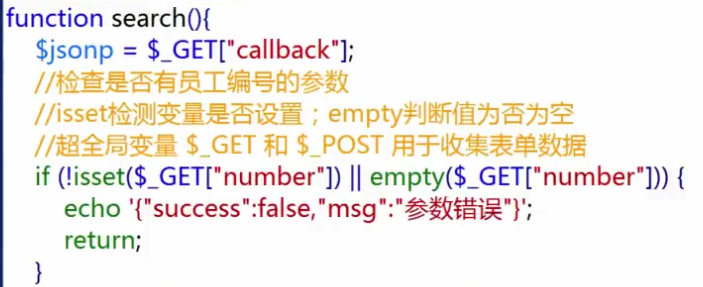 function search(){
$jsonp = $_GET["callback"];
//检查是否有员工编号的参数
//isset检测变量是否设置；empty判断值为否为空
//超全局变量 $_GET 和 $_POST 用于收集表单数据
if (!isset($_GET["number"]) || empty($_GET["number"])) {
echo '{"success":false,"msg":"参数错误"}';
return;
}